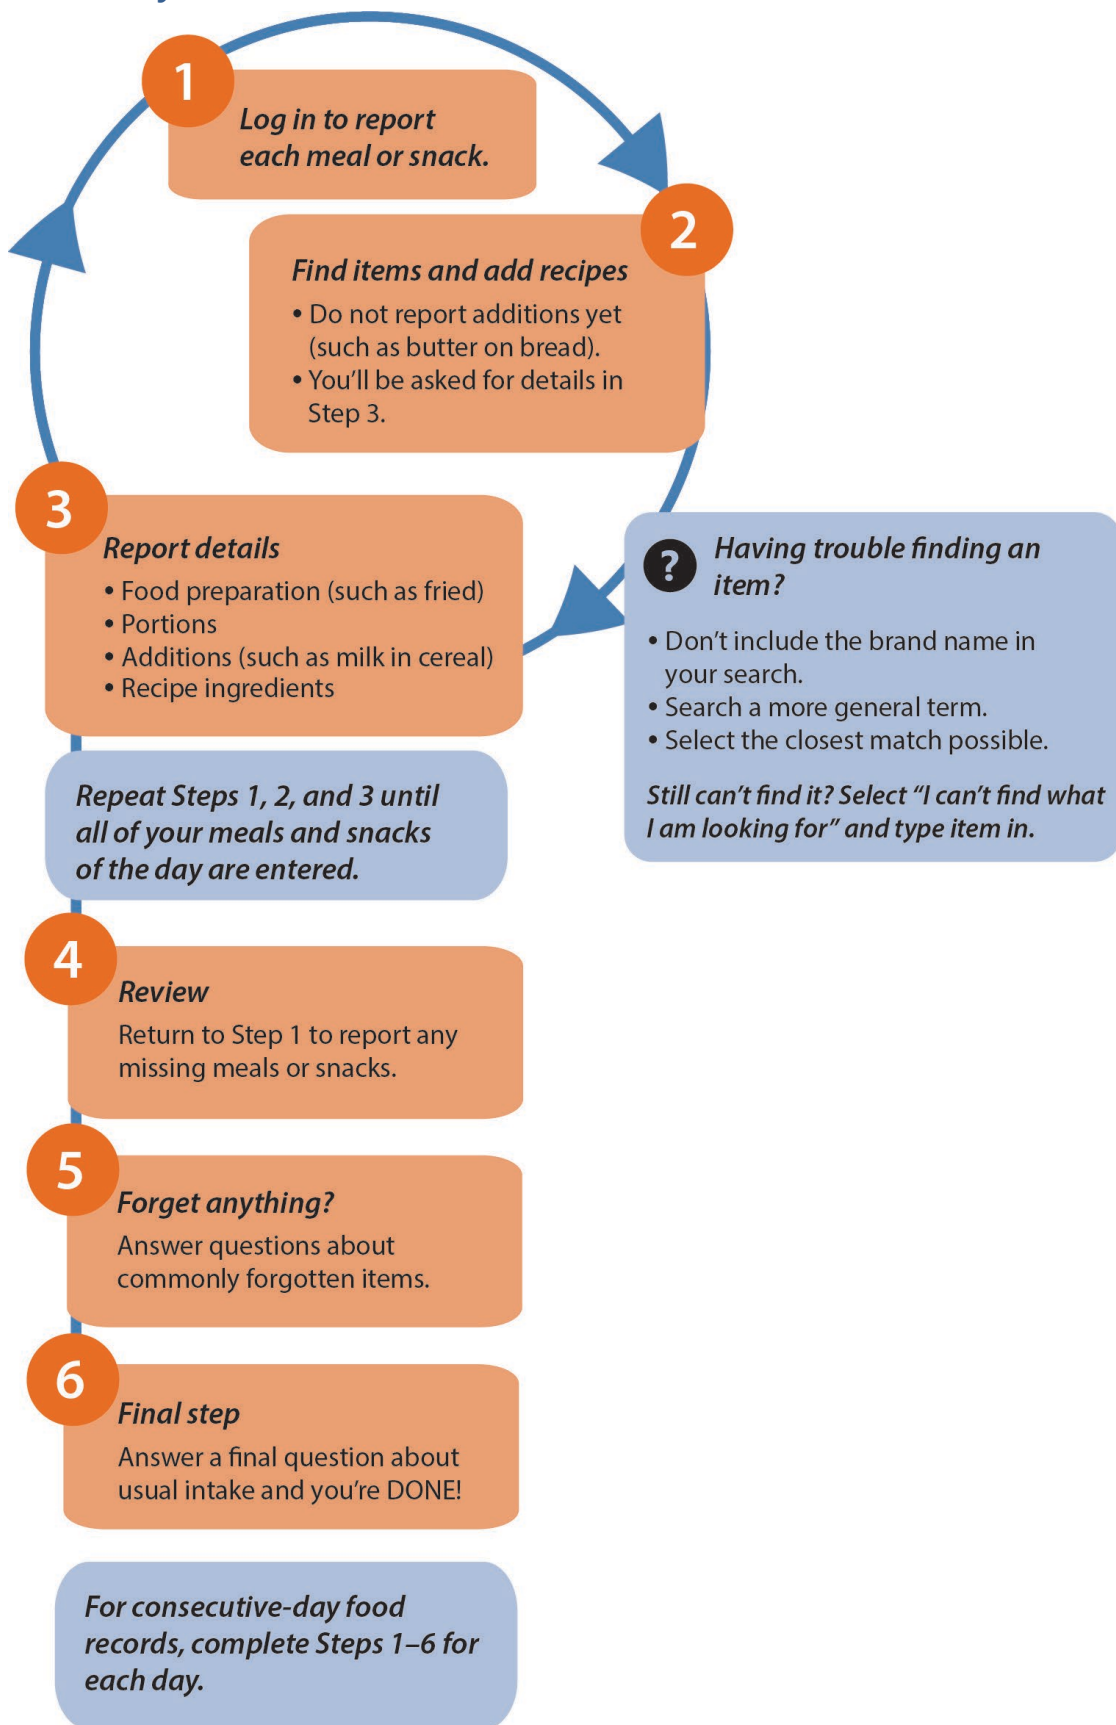 1
Log in to report
each meal or snack.
2
Find items and add recipes
• Do not report additions yet
(such as butter on bread).
• You’ll be asked for details in
Step 3.
3
Report details
• Food preparation (such as fried)
• Portions
• Additions (such as milk in cereal)
• Recipe ingredients
?
Having trouble finding an
item?
• Don’t include the brand name in
your search.
• Search a more general term.
• Select the closest match possible.
Still can’t find it? Select “I can’t find what
I am looking for” and type item in.
Repeat Steps 1, 2, and 3 until
all of your meals and snacks
of the day are entered.
4
Review
Return to Step 1 to report any
missing meals or snacks.
5
Forget anything?
Answer questions about
commonly forgotten items.
6
Final step
Answer a final question about
usual intake and you’re DONE!
For consecutive-day food
records, complete Steps 1–6 for
each day.